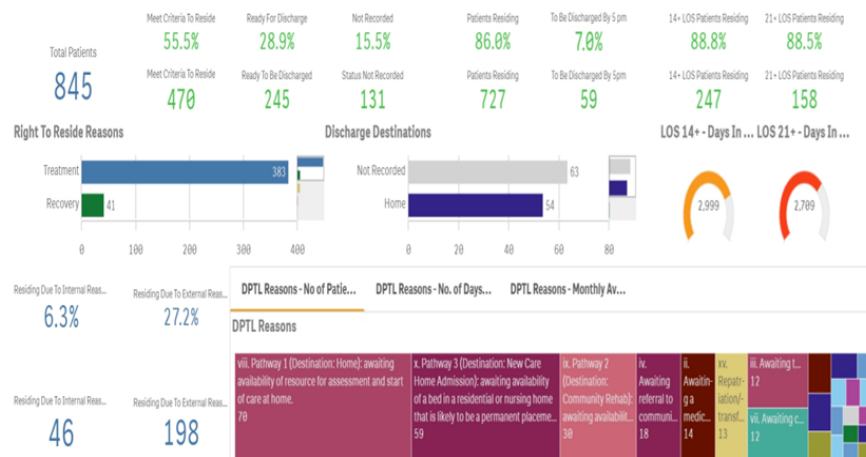 Total Patients
845
Meet Criteria To Reside
55.5%
Ready For Discharge
28.9%
Not Recorded
15.5%
Patients Residing
86.0%
To Be Discharged By 5 pm
7.0%
14+ LOS Patients Residing
88.8%
21+ LOS Patients Residing
88.5%
Meet Criteria To Reside
470
Ready To Be Discharged
245
Status Not Recorded
131
Patients Residing
727
To Be Discharged By 5pm
59
14+ LOS Patients Residing
247
21+ LOS Patients Residing
158
Right To Reside Reasons
Treatment
383
Recovery
41
0 100 200 300 400
Discharge Destinations
Not Recorded
63
Home
54
0 20 40 60 80
LOS 14+ - Days In ...
2,999
LOS 21+ - Days In ...
2,709
Residing Due To Internal Reas...
6.3%
Residing Due To External Reas...
27.2%
Residing Due To Internal Reas...
46
Residing Due To External Reas...
198
DPTL Reasons - No of Patie...
DPTL Reasons - No. of Days...
DPTL Reasons - Monthly Av...
DPTL Reasons
viii. Pathway 1 (Destination: Home): awaiting
availability of resource for assessment and start
of care at home.
70
x. Pathway 3 (Destination: New Care
Home Admission): awaiting availability
of a bed in a residential or nursing home
that is likely to be a permanent placeme...
59
ix. Pathway 2
(Destination:
Community Rehab):
awaiting availabilit...
30
iv.
Awaiting
referral to
communi...
18
ii.
Awaitin-
g a
medic...
14
xv.
Repatr-
iation/-
transf...
13
iii. Awaiting t...
12
vii. Awaiting c...
12